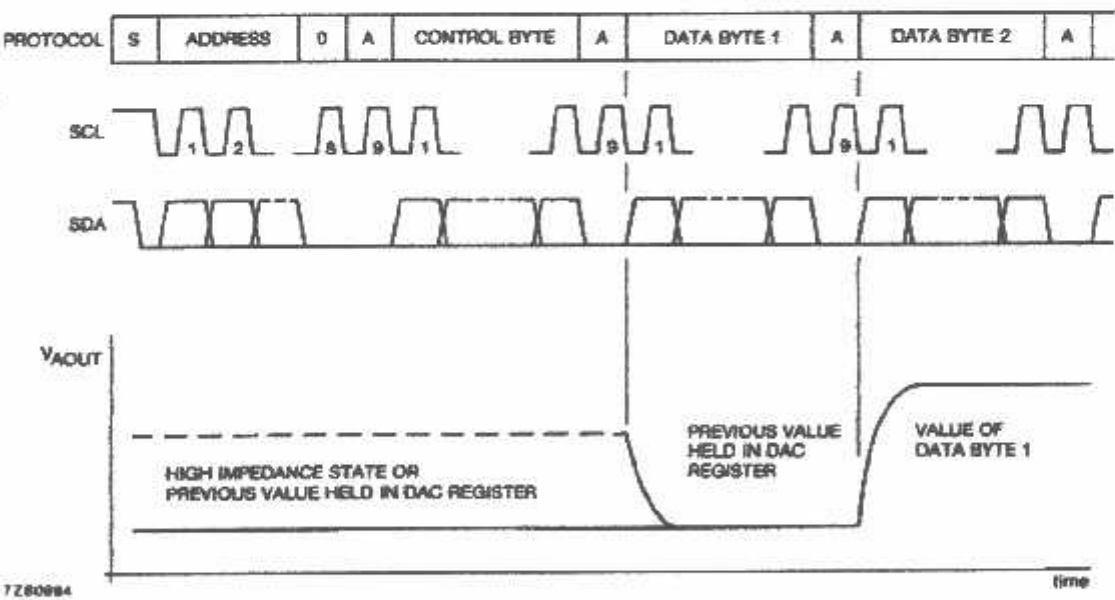 PROTOCOL S ADDRESS 0 A CONTROL BYTE A DATA BYTE 1 A DATA BYTE 2 A
SCL 1 2 8 9 1 9 1 9 1
SDA
VAOUT
HIGH IMPEDANCE STATE OR
PREVIOUS VALUE HELD IN DAC REGISTER
PREVIOUS VALUE
HELD IN DAC
REGISTER
VALUE OF
DATA BYTE 1
time
7Z80984